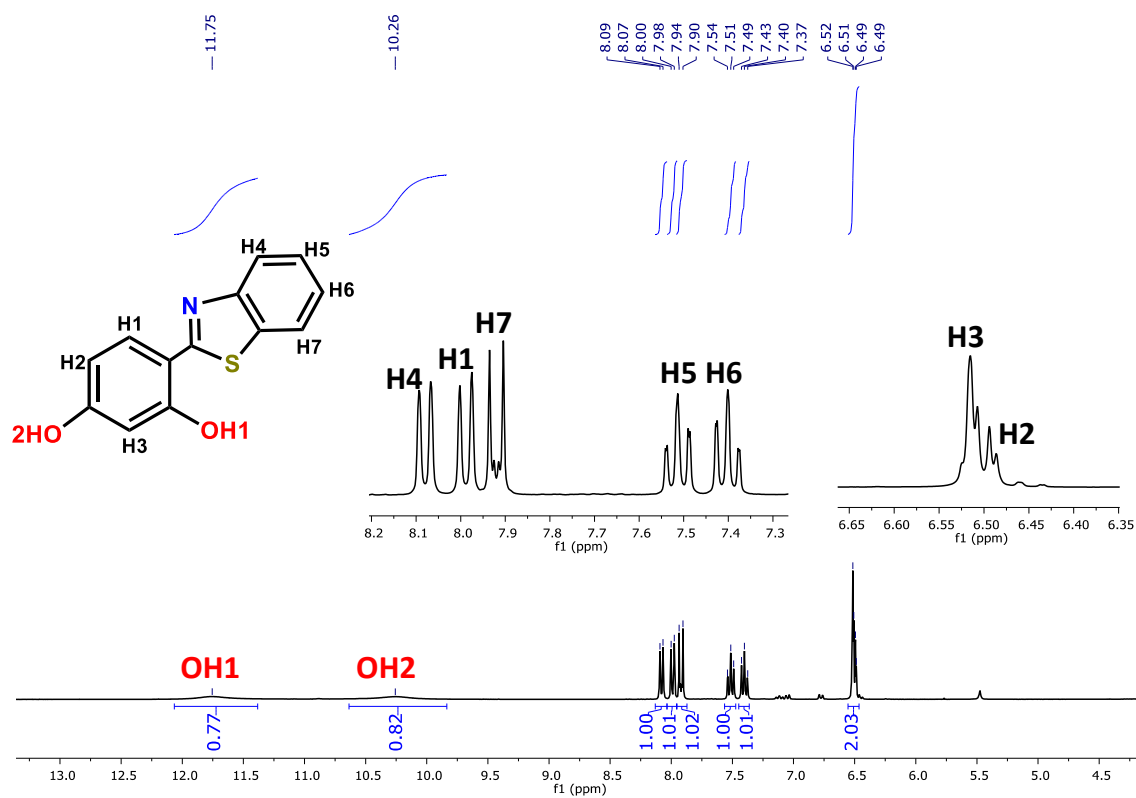 11.75
10.26
8.09
8.07
8.00
7.98
7.94
7.90
7.54
7.51
7.49
7.43
7.40
7.37
6.52
6.51
6.49
6.49
H4
H5
N
H6
H1
H7
H2
S
2HO
H3
OH1
H4
H1
H7
H5
H6
8.2 8.1 8.0 7.9 7.8 7.7 7.6 7.5 7.4 7.3
f1 (ppm)
H3
H2
6.65 6.60 6.55 6.50 6.45 6.40 6.35
f1 (ppm)
OH1
OH2
0.77
0.82
1.00
1.01
1.02
1.00
1.01
2.03
13.0 12.5 12.0 11.5 11.0 10.5 10.0 9.5 9.0 8.5 8.0 7.5 7.0 6.5 6.0 5.5 5.0 4.5
f1 (ppm)